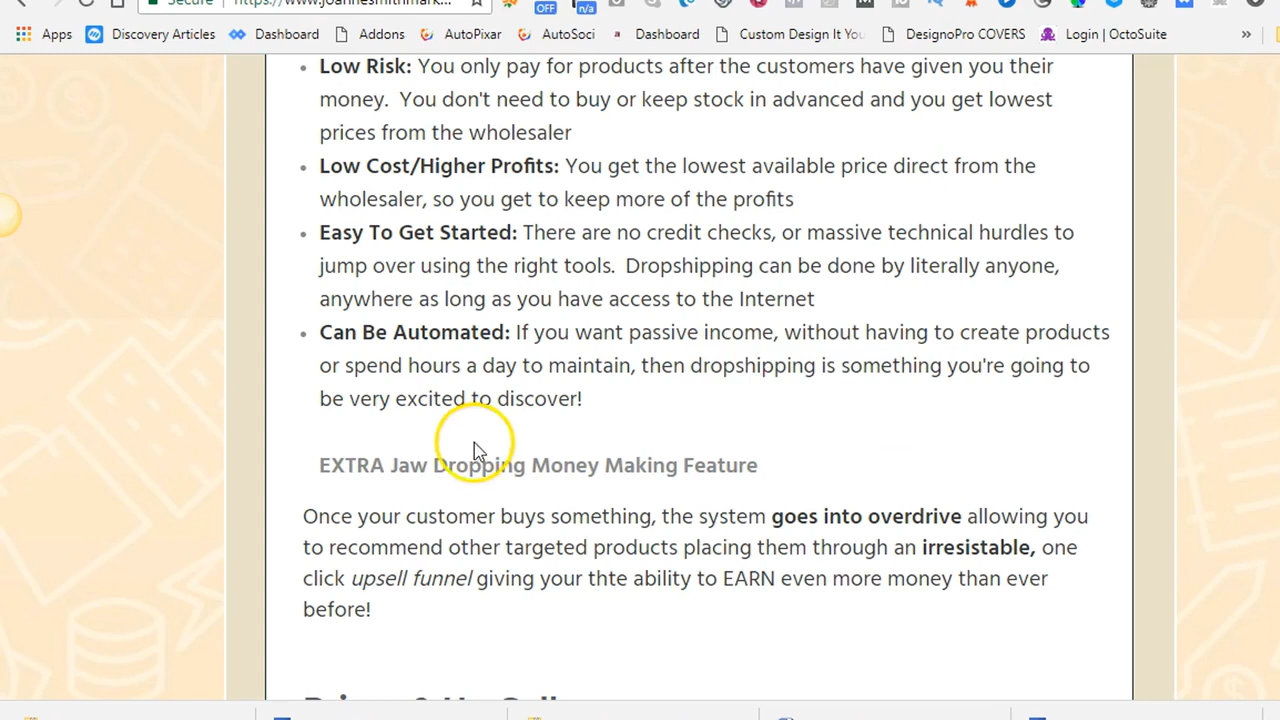 Secure
https://www.joannesmithmark...
OFF
n/a
Apps
Discovery Articles
Dashboard
Addons
AutoPixar
AutoSoci
Dashboard
Custom Design It You
DesignoPro COVERS
Login | OctoSuite
»
Low Risk: You only pay for products after the customers have given you their
money.  You don't need to buy or keep stock in advanced and you get lowest
prices from the wholesaler
Low Cost/Higher Profits: You get the lowest available price direct from the
wholesaler, so you get to keep more of the profits
Easy To Get Started: There are no credit checks, or massive technical hurdles to
jump over using the right tools.  Dropshipping can be done by literally anyone,
anywhere as long as you have access to the Internet
Can Be Automated: If you want passive income, without having to create products
or spend hours a day to maintain, then dropshipping is something you're going to
be very excited to discover!
EXTRA Jaw Dropping Money Making Feature
Once your customer buys something, the system goes into overdrive allowing you
to recommend other targeted products placing them through an irresistable, one
click upsell funnel giving your thte ability to EARN even more money than ever
before!